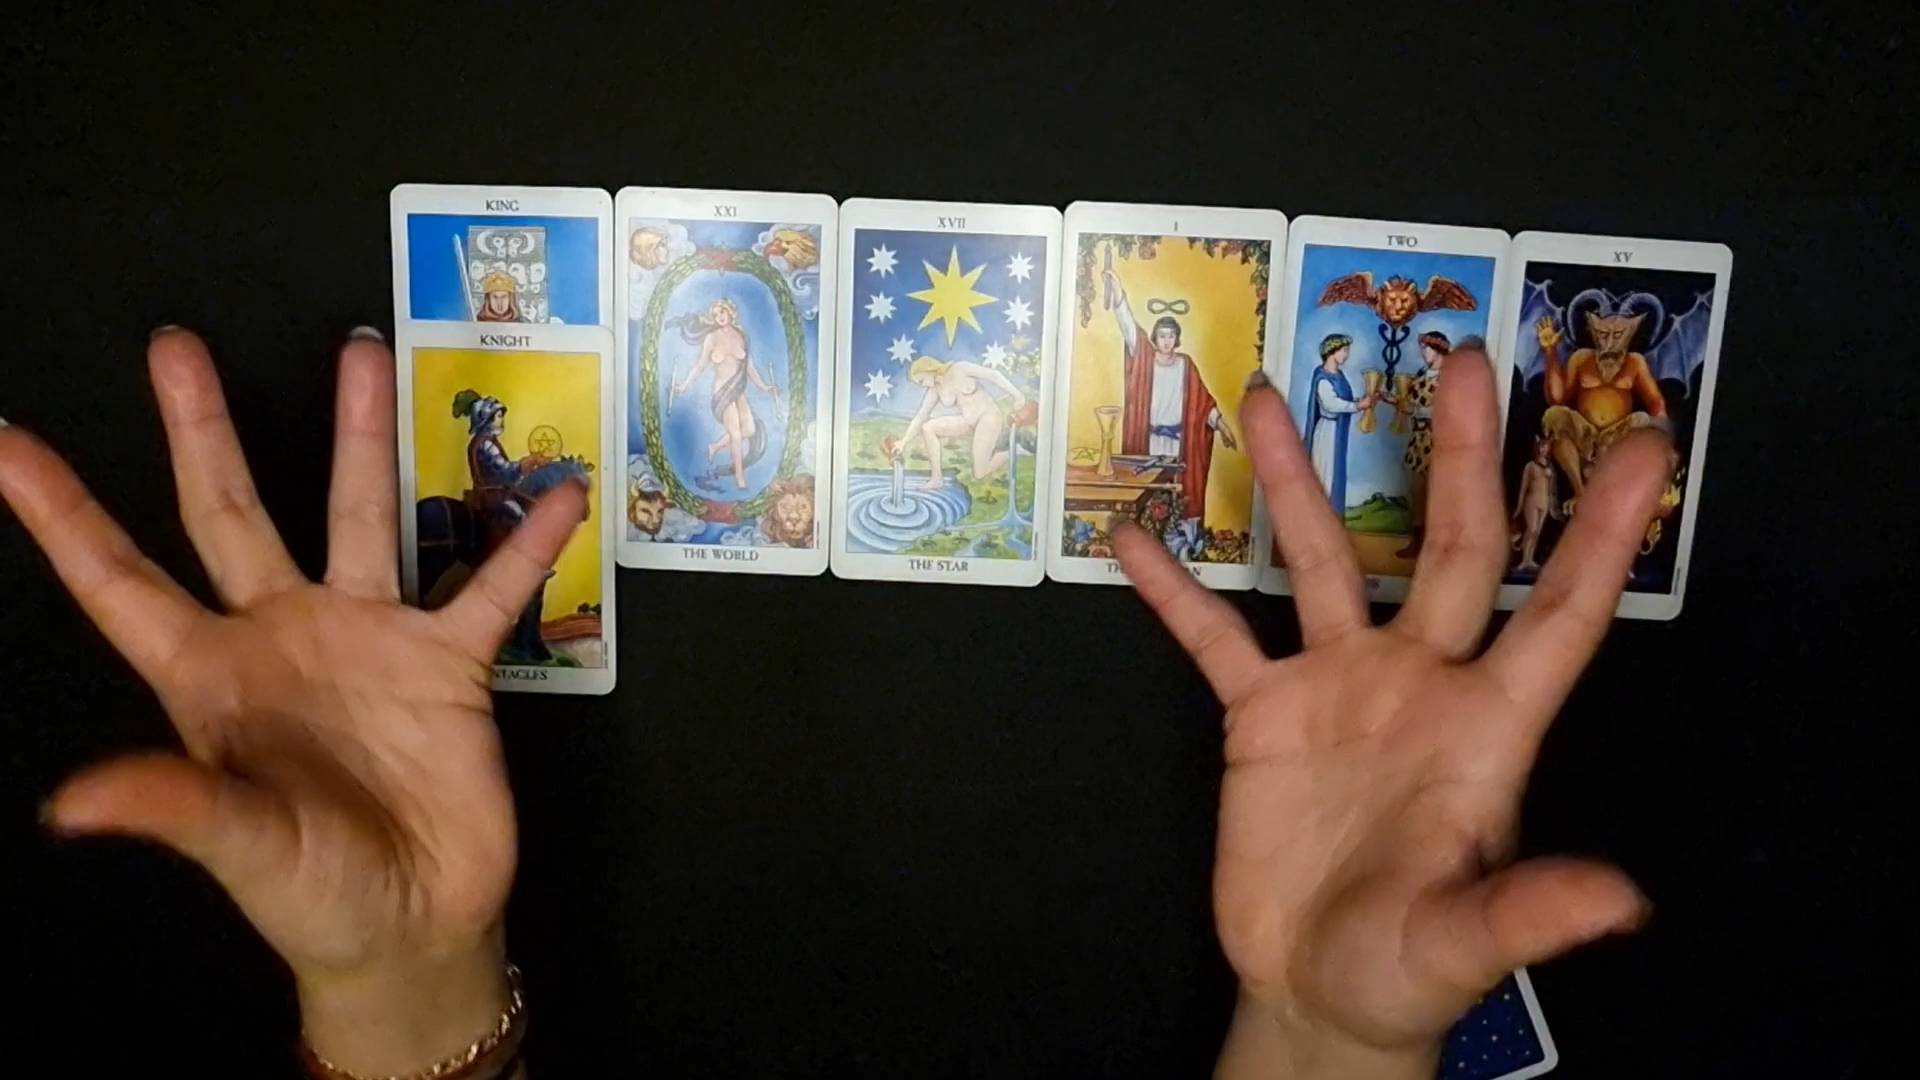 KING
XXI
XVII
I
TWO
XV
KNIGHT
THE WORLD
THE STAR